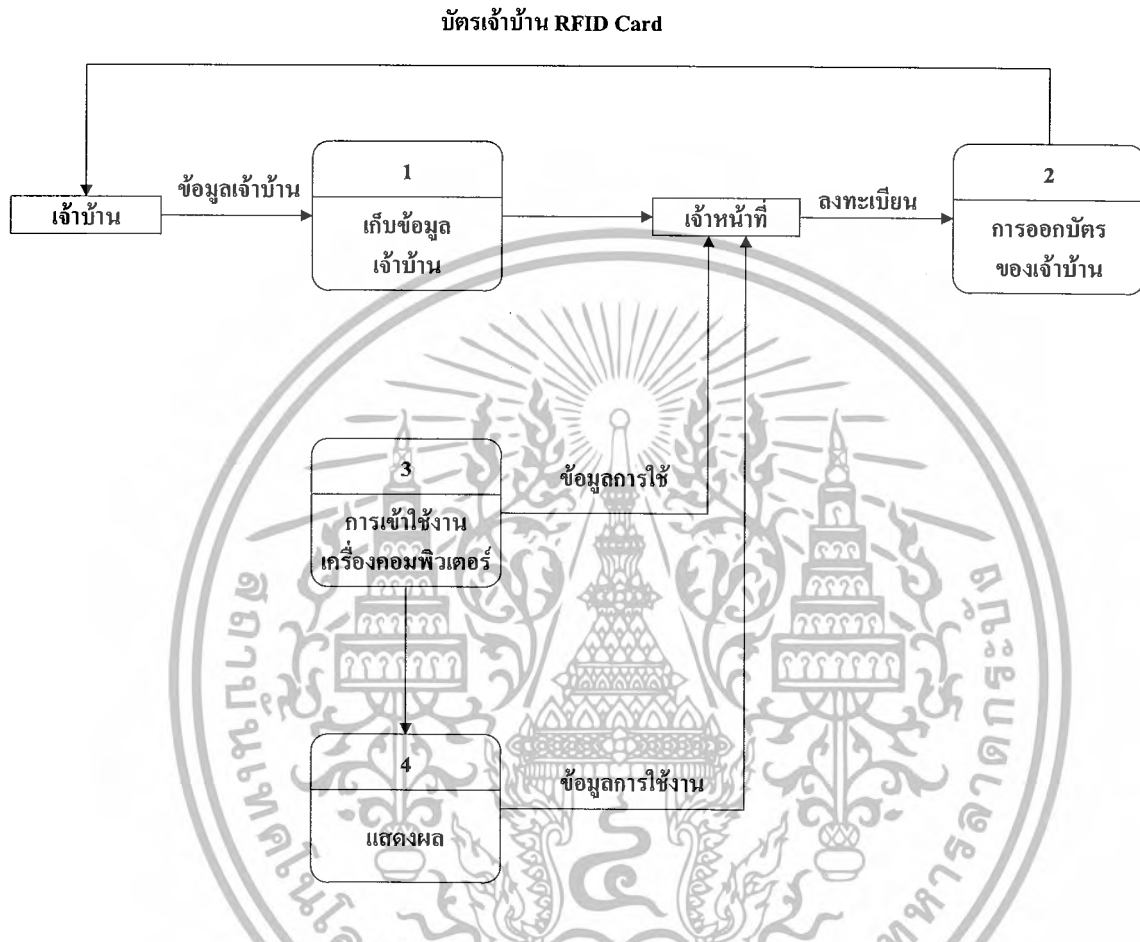 บัตรเจ้าบ้าน RFID Card
เจ้าบ้าน
ข้อมูลเจ้าบ้าน
1
เก็บข้อมูล
เจ้าบ้าน
เจ้าหน้าที่
ลงทะเบียน
2
การออกบัตร
ของเจ้าบ้าน
3
การเข้าใช้งาน
เครื่องคอมพิวเตอร์
ข้อมูลการใช้
4
แสดงผล
ข้อมูลการใช้งาน